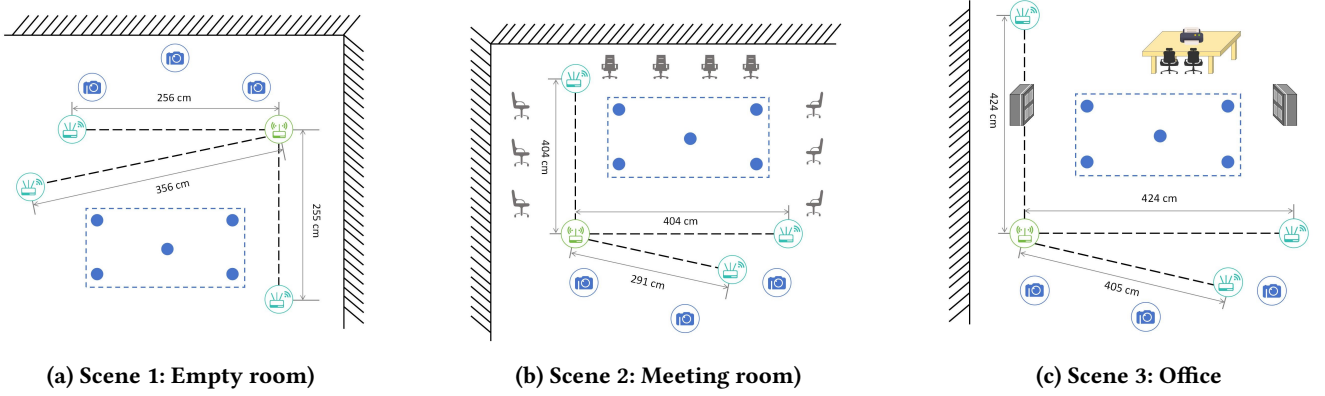 256 cm
356 cm
255 cm
(a) Scene 1: Empty room)
404 cm
404 cm
291 cm
(b) Scene 2: Meeting room)
424 cm
424 cm
405 cm
(c) Scene 3: Office